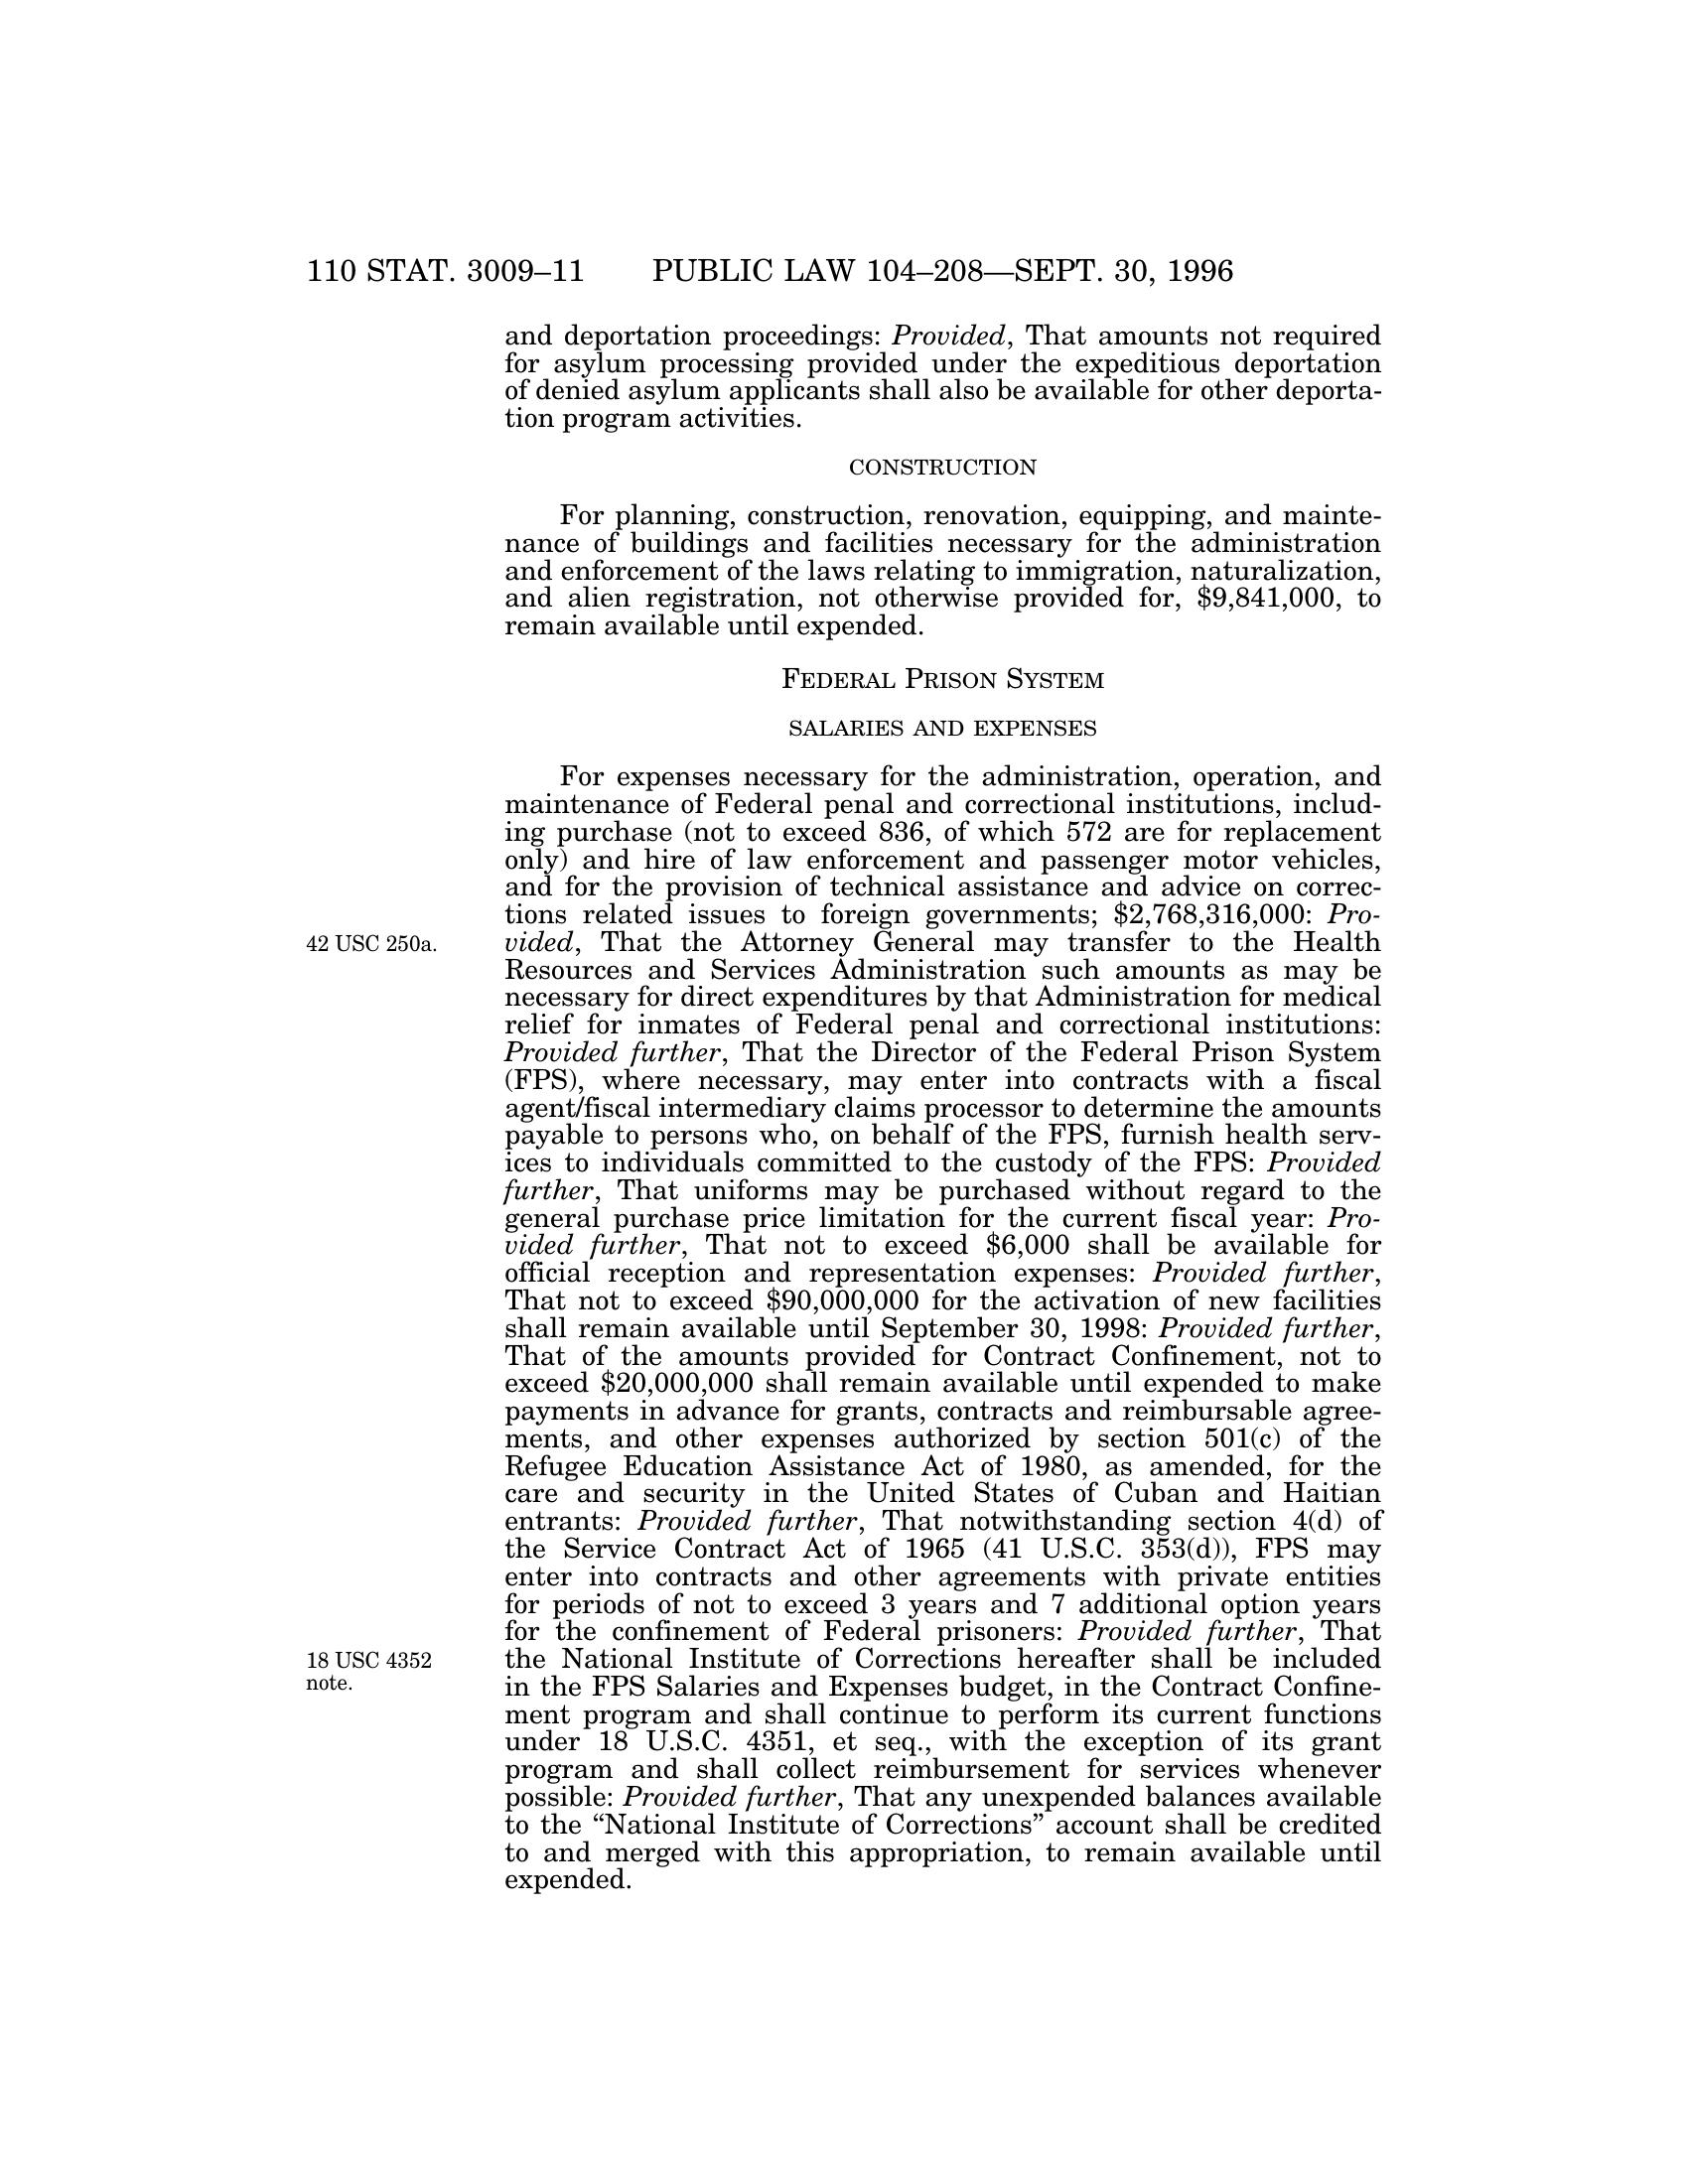 110 STAT. 3009–11 PUBLIC LAW 104–208—SEPT. 30, 1996
and deportation proceedings: Provided, That amounts not required
for asylum processing provided under the expeditious deportation
of denied asylum applicants shall also be available for other deporta-
tion program activities.
CONSTRUCTION
For planning, construction, renovation, equipping, and mainte-
nance of buildings and facilities necessary for the administration
and enforcement of the laws relating to immigration, naturalization,
and alien registration, not otherwise provided for, $9,841,000, to
remain available until expended.
FEDERAL PRISON SYSTEM
SALARIES AND EXPENSES
For expenses necessary for the administration, operation, and
maintenance of Federal penal and correctional institutions, includ-
ing purchase (not to exceed 836, of which 572 are for replacement
only) and hire of law enforcement and passenger motor vehicles,
and for the provision of technical assistance and advice on correc-
tions related issues to foreign governments; $2,768,316,000: Pro-
42 USC 250a.
vided, That the Attorney General may transfer to the Health
Resources and Services Administration such amounts as may be
necessary for direct expenditures by that Administration for medical
relief for inmates of Federal penal and correctional institutions:
Provided further, That the Director of the Federal Prison System
(FPS), where necessary, may enter into contracts with a fiscal
agent/fiscal intermediary claims processor to determine the amounts
payable to persons who, on behalf of the FPS, furnish health serv-
ices to individuals committed to the custody of the FPS: Provided
further, That uniforms may be purchased without regard to the
general purchase price limitation for the current fiscal year: Pro-
vided further, That not to exceed $6,000 shall be available for
official reception and representation expenses: Provided further,
That not to exceed $90,000,000 for the activation of new facilities
shall remain available until September 30, 1998: Provided further,
That of the amounts provided for Contract Confinement, not to
exceed $20,000,000 shall remain available until expended to make
payments in advance for grants, contracts and reimbursable agree-
ments, and other expenses authorized by section 501(c) of the
Refugee Education Assistance Act of 1980, as amended, for the
care and security in the United States of Cuban and Haitian
entrants: Provided further, That notwithstanding section 4(d) of
the Service Contract Act of 1965 (41 U.S.C. 353(d)), FPS may
enter into contracts and other agreements with private entities
for periods of not to exceed 3 years and 7 additional option years
for the confinement of Federal prisoners: Provided further, That
18 USC 4352
note.
the National Institute of Corrections hereafter shall be included
in the FPS Salaries and Expenses budget, in the Contract Confine-
ment program and shall continue to perform its current functions
under 18 U.S.C. 4351, et seq., with the exception of its grant
program and shall collect reimbursement for services whenever
possible: Provided further, That any unexpended balances available
to the “National Institute of Corrections” account shall be credited
to and merged with this appropriation, to remain available until
expended.